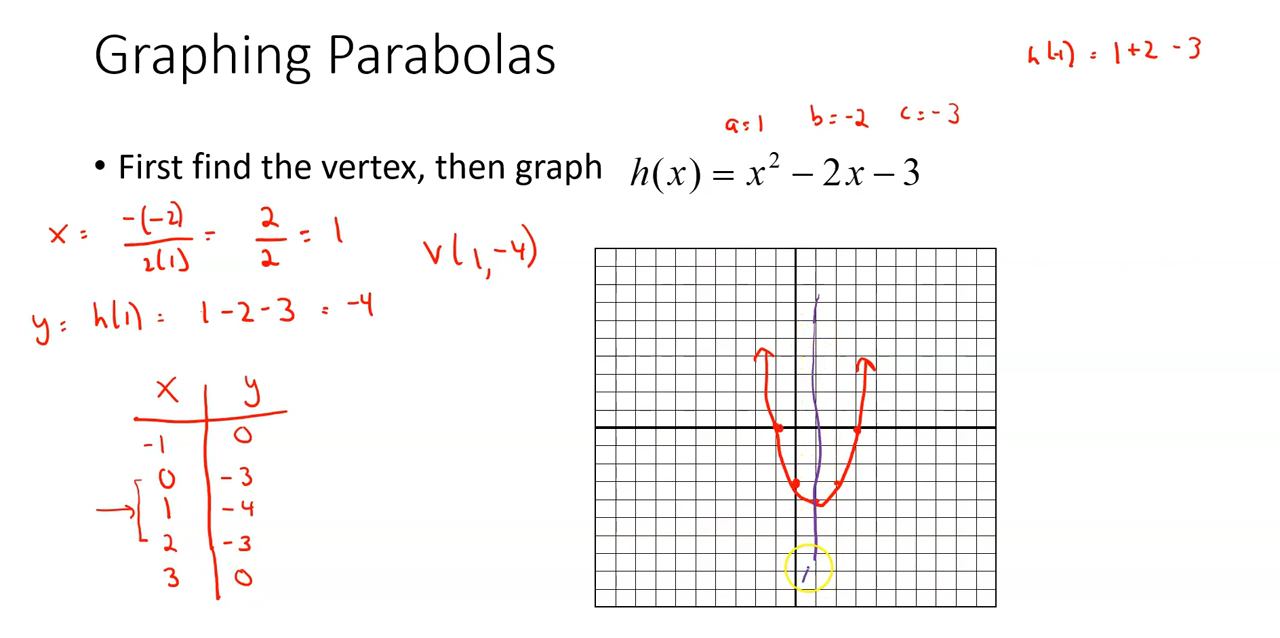 Graphing Parabolas
h(-1) = 1+2-3
a=1 b=-2 c=-3
• First find the vertex, then graph h(x) = x² − 2x − 3
x = -(-2)/2(1) = 2/2 = 1
V(1,-4)
y = h(1) = 1-2-3 = -4
x y
-1 0
0 -3
→ 1 -4
2 -3
3 0